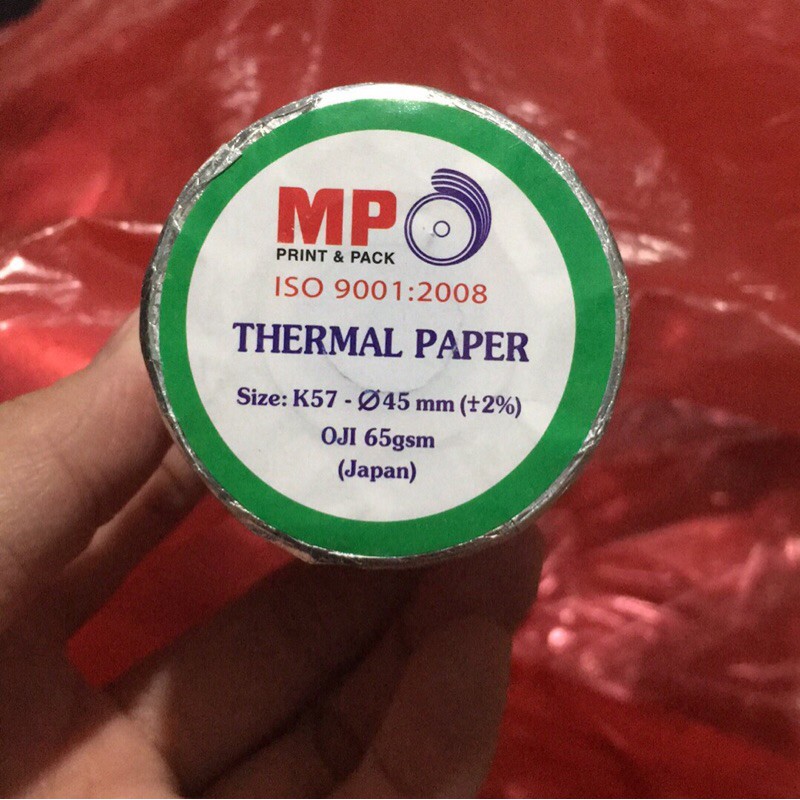 MP
PRINT & PACK
ISO 9001:2008
THERMAL PAPER
Size: K57 - Ø45 mm (±2%)
OJI 65gsm
(Japan)